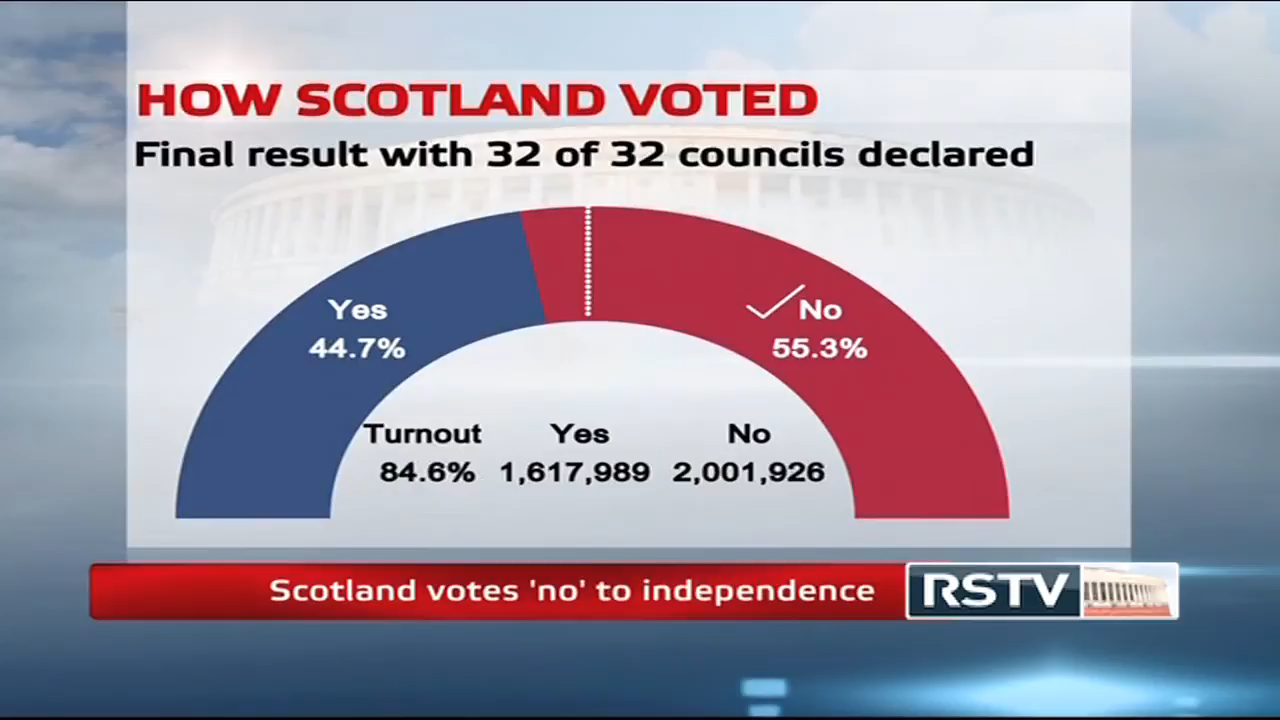 HOW SCOTLAND VOTED
Final result with 32 of 32 councils declared
Yes
44.7%
No
55.3%
Turnout Yes No
84.6% 1,617,989 2,001,926
Scotland votes 'no' to independence
RSTV